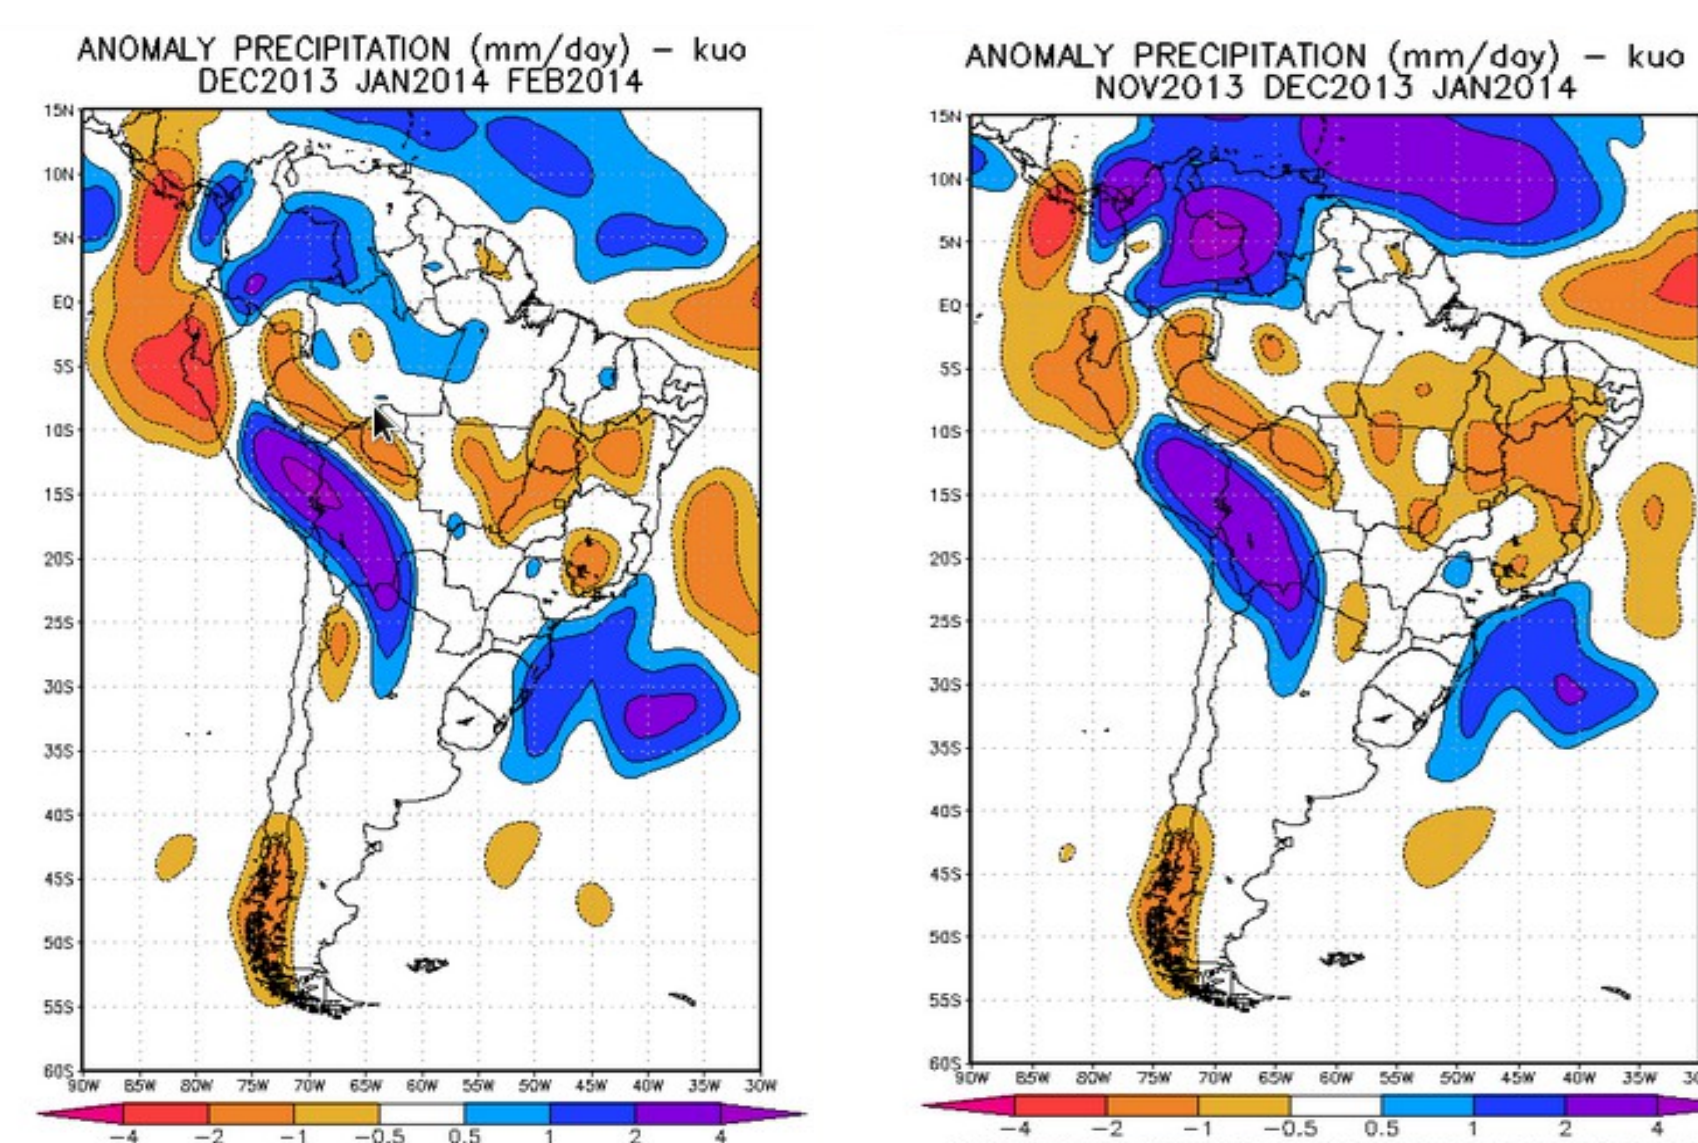 ANOMALY PRECIPITATION (mm/day) – kuo
DEC2013 JAN2014 FEB2014
15N
10N
5N
EQ
5S
10S
15S
20S
25S
30S
35S
40S
45S
50S
55S
60S
90W 85W 80W 75W 70W 65W 60W 55W 50W 45W 40W 35W 30W
−4 −2 −1 −0.5 0.5 1 2 4
ANOMALY PRECIPITATION (mm/day) – kuo
NOV2013 DEC2013 JAN2014
15N
10N
5N
EQ
5S
10S
15S
20S
25S
30S
35S
40S
45S
50S
55S
60S
90W 85W 80W 75W 70W 65W 60W 55W 50W 45W 40W 35W
−4 −2 −1 −0.5 0.5 1 2 4